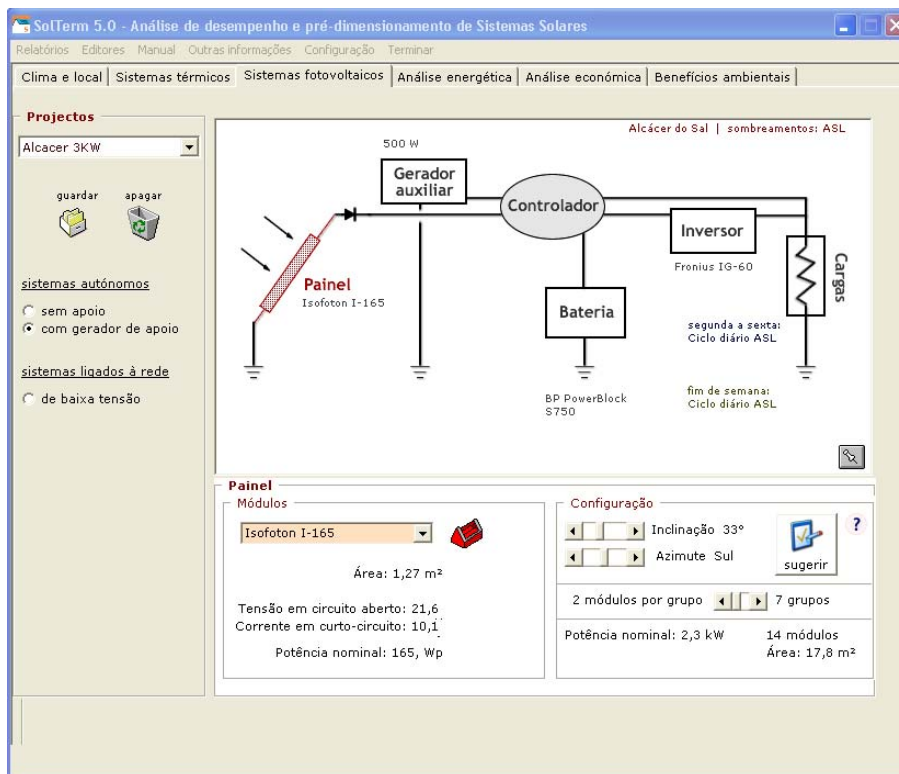 SolTerm 5.0 - Análise de desempenho e pré-dimensionamento de Sistemas Solares
Relatórios Editores Manual Outras informações Configuração Terminar
Clima e local Sistemas térmicos Sistemas fotovoltaicos Análise energética Análise económica Benefícios ambientais
Projectos
Alcacer 3KW
guardar apagar
sistemas autónomos
sem apoio
com gerador de apoio
sistemas ligados à rede
de baixa tensão
Alcácer do Sal | sombreamentos: ASL
500 W
Gerador
auxiliar
Controlador
Inversor
Fronius IG-60
Cargas
Painel
Isofoton I-165
Bateria
BP PowerBlock
S750
segunda a sexta:
Ciclo diário ASL
fim de semana:
Ciclo diário ASL
Painel
Módulos
Isofoton I-165
Área: 1,27 m²
Tensão em circuito aberto: 21,6
Corrente em curto-circuito: 10,1
Potência nominal: 165, Wp
Configuração
Inclinação 33°
Azimute Sul
sugerir
?
2 módulos por grupo 7 grupos
Potência nominal: 2,3 kW 14 módulos
Área: 17,8 m²